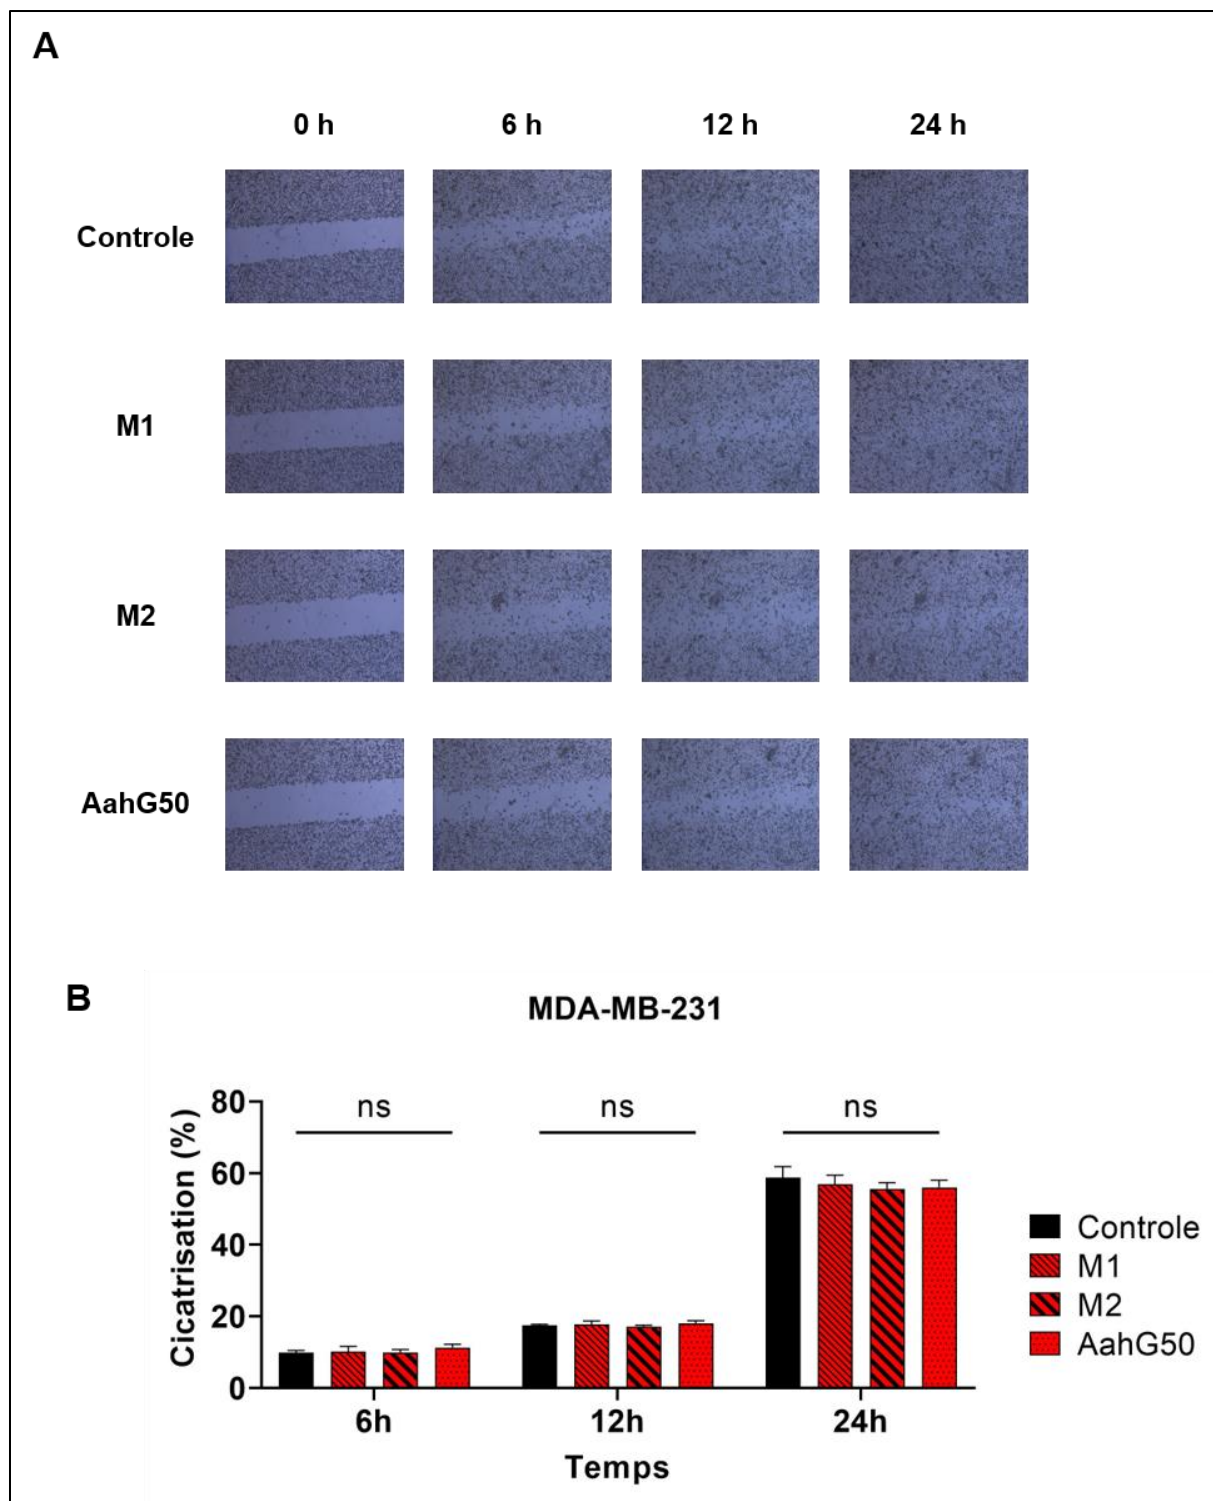 A
0 h 6 h 12 h 24 h
Controle
M1
M2
AahG50
B
MDA-MB-231
Cicatrisation (%)
80
60
40
20
0
ns ns ns
6h 12h 24h
Temps
Controle
M1
M2
AahG50